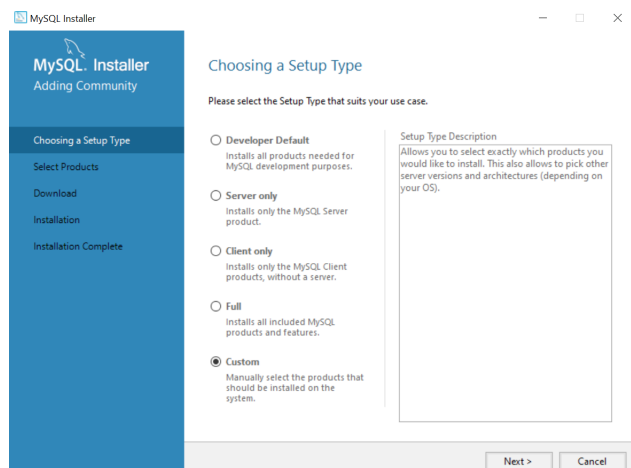 MySQL Installer
MySQL. Installer
Adding Community
Choosing a Setup Type
Select Products
Download
Installation
Installation Complete
Choosing a Setup Type
Please select the Setup Type that suits your use case.
Developer Default
Installs all products needed for
MySQL development purposes.
Server only
Installs only the MySQL Server
product.
Client only
Installs only the MySQL Client
products, without a server.
Full
Installs all included MySQL
products and features.
Custom
Manually select the products that
should be installed on the
system.
Setup Type Description
Allows you to select exactly which products you
would like to install. This also allows to pick other
server versions and architectures (depending on
your OS).
Next >
Cancel